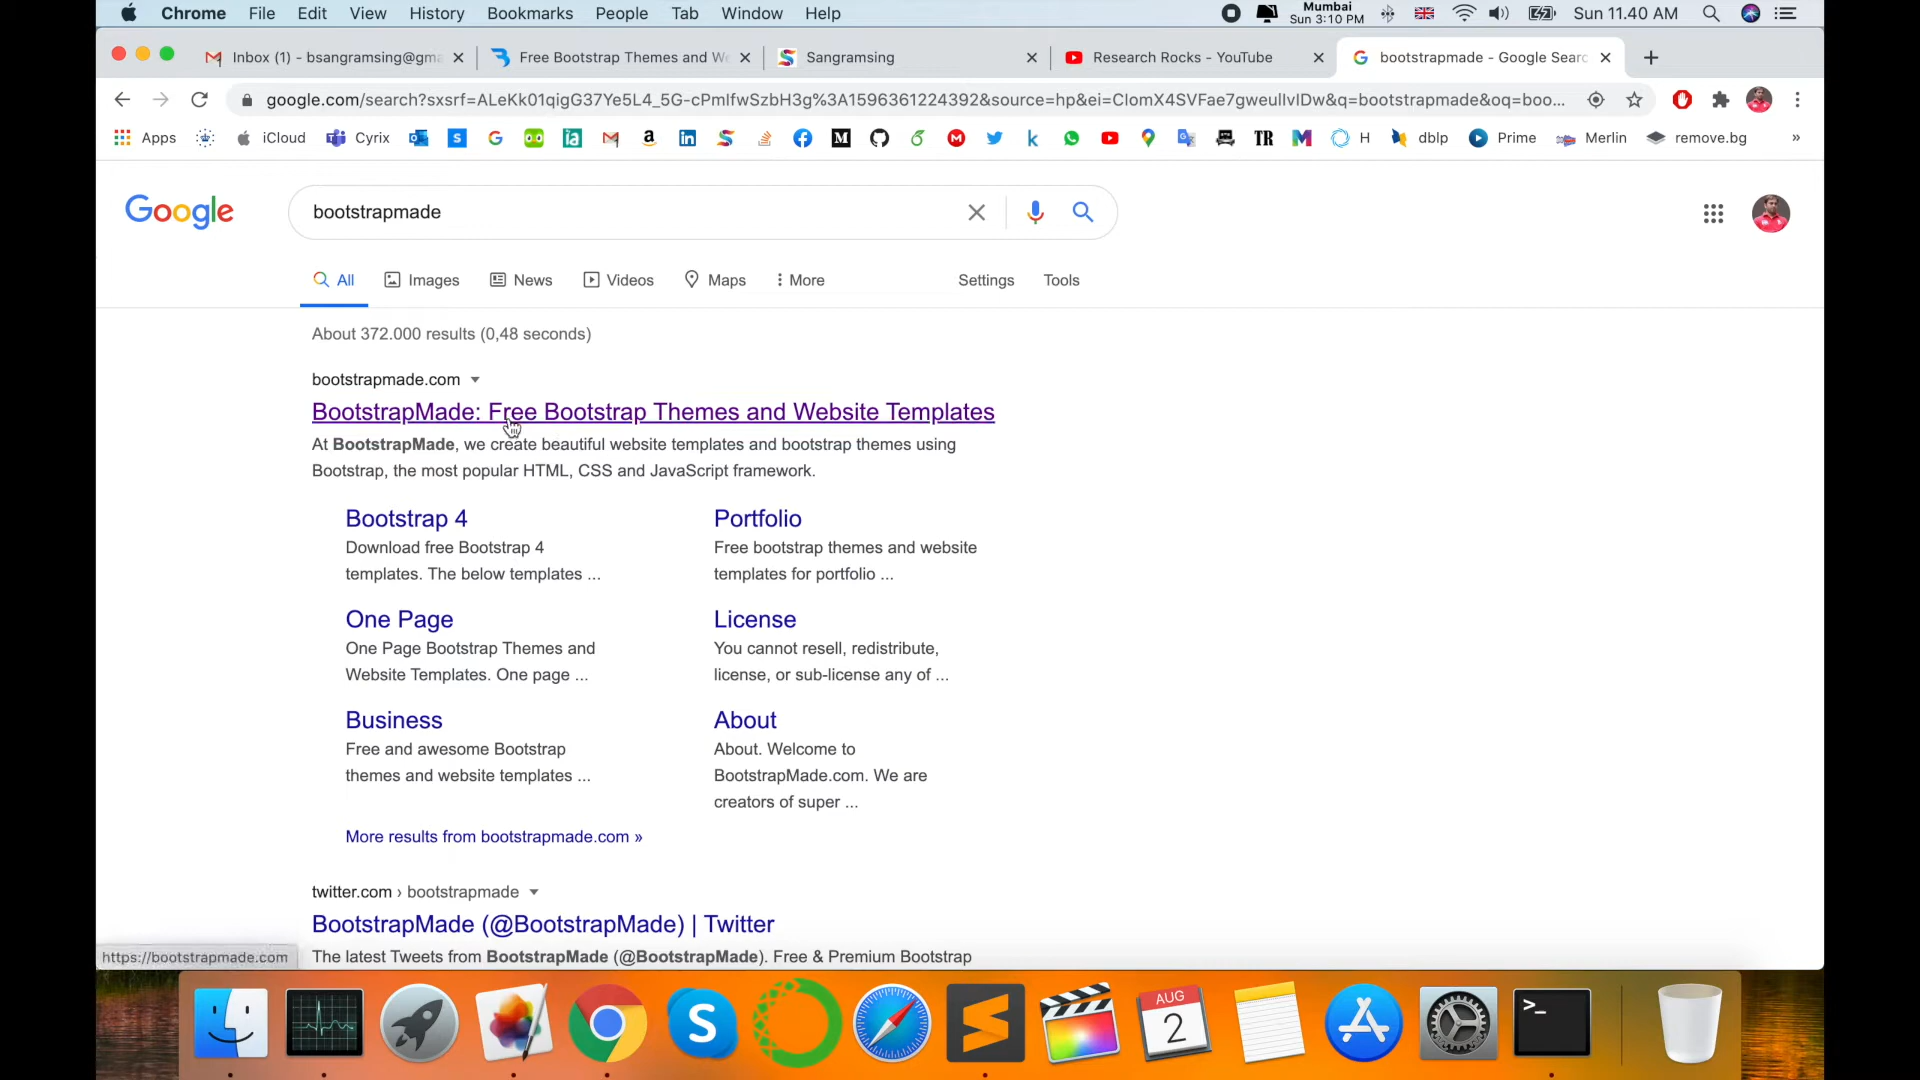 Chrome File Edit View History Bookmarks People Tab Window Help
Mumbai
Sun 3:10 PM
Sun 11.40 AM
Inbox (1) - bsangramsing@gma
Free Bootstrap Themes and We
Sangramsing
Research Rocks - YouTube
bootstrapmade - Google Searc
google.com/search?sxsrf=ALeKk01qigG37Ye5L4_5G-cPmIfwSzbH3g%3A1596361224392&source=hp&ei=CIomX4SVFae7gweulIvIDw&q=bootstrapmade&oq=boo...
Apps iCloud Cyrix H dblp Prime Merlin remove.bg »
Google
bootstrapmade
All Images News Videos Maps More Settings Tools
About 372.000 results (0,48 seconds)
bootstrapmade.com
BootstrapMade: Free Bootstrap Themes and Website Templates
At BootstrapMade, we create beautiful website templates and bootstrap themes using
Bootstrap, the most popular HTML, CSS and JavaScript framework.
Bootstrap 4
Download free Bootstrap 4
templates. The below templates ...
Portfolio
Free bootstrap themes and website
templates for portfolio ...
One Page
One Page Bootstrap Themes and
Website Templates. One page ...
License
You cannot resell, redistribute,
license, or sub-license any of ...
Business
Free and awesome Bootstrap
themes and website templates ...
About
About. Welcome to
BootstrapMade.com. We are
creators of super ...
More results from bootstrapmade.com »
twitter.com › bootstrapmade
BootstrapMade (@BootstrapMade) | Twitter
The latest Tweets from BootstrapMade (@BootstrapMade). Free & Premium Bootstrap
https://bootstrapmade.com
AUG
2